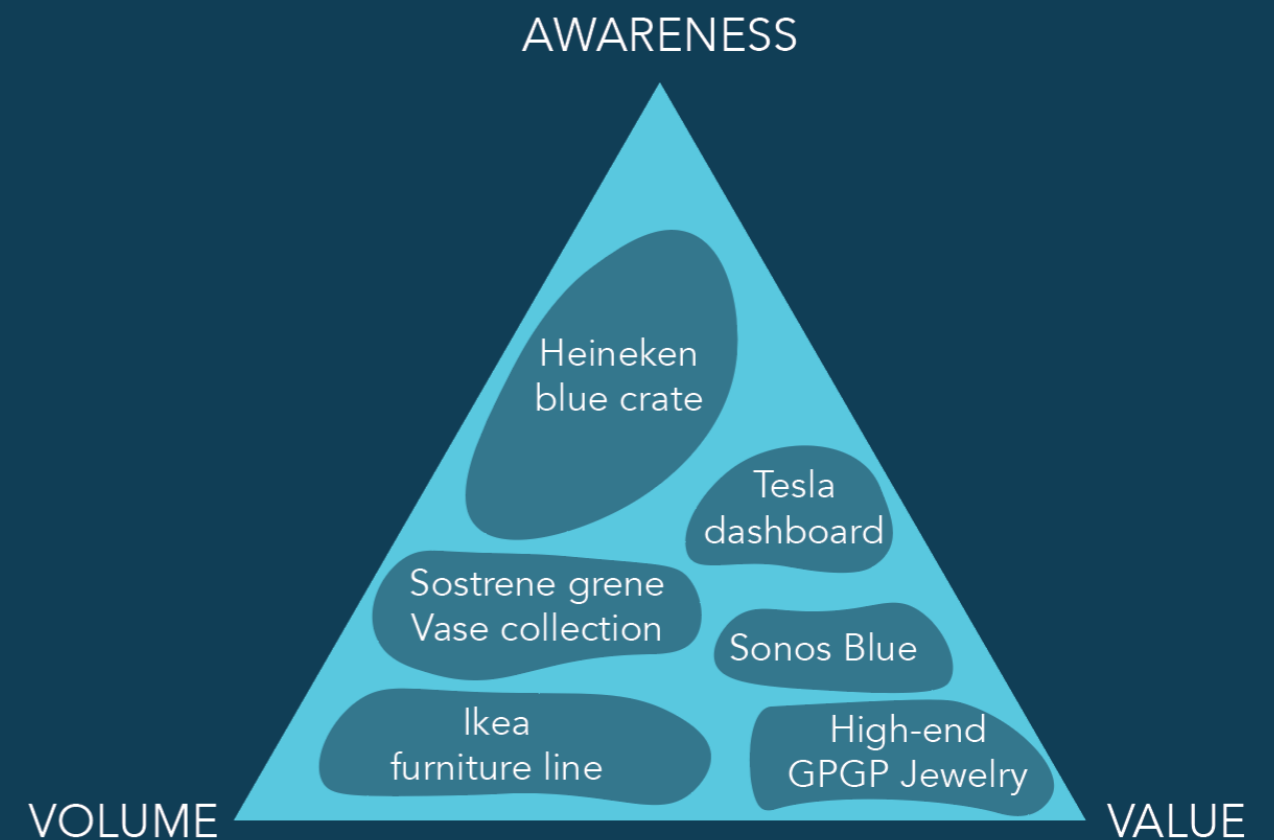 AWARENESS
Heineken
blue crate
Tesla
dashboard
Sostrene grene
Vase collection
Sonos Blue
Ikea
furniture line
High-end
GPGP Jewelry
VOLUME
VALUE